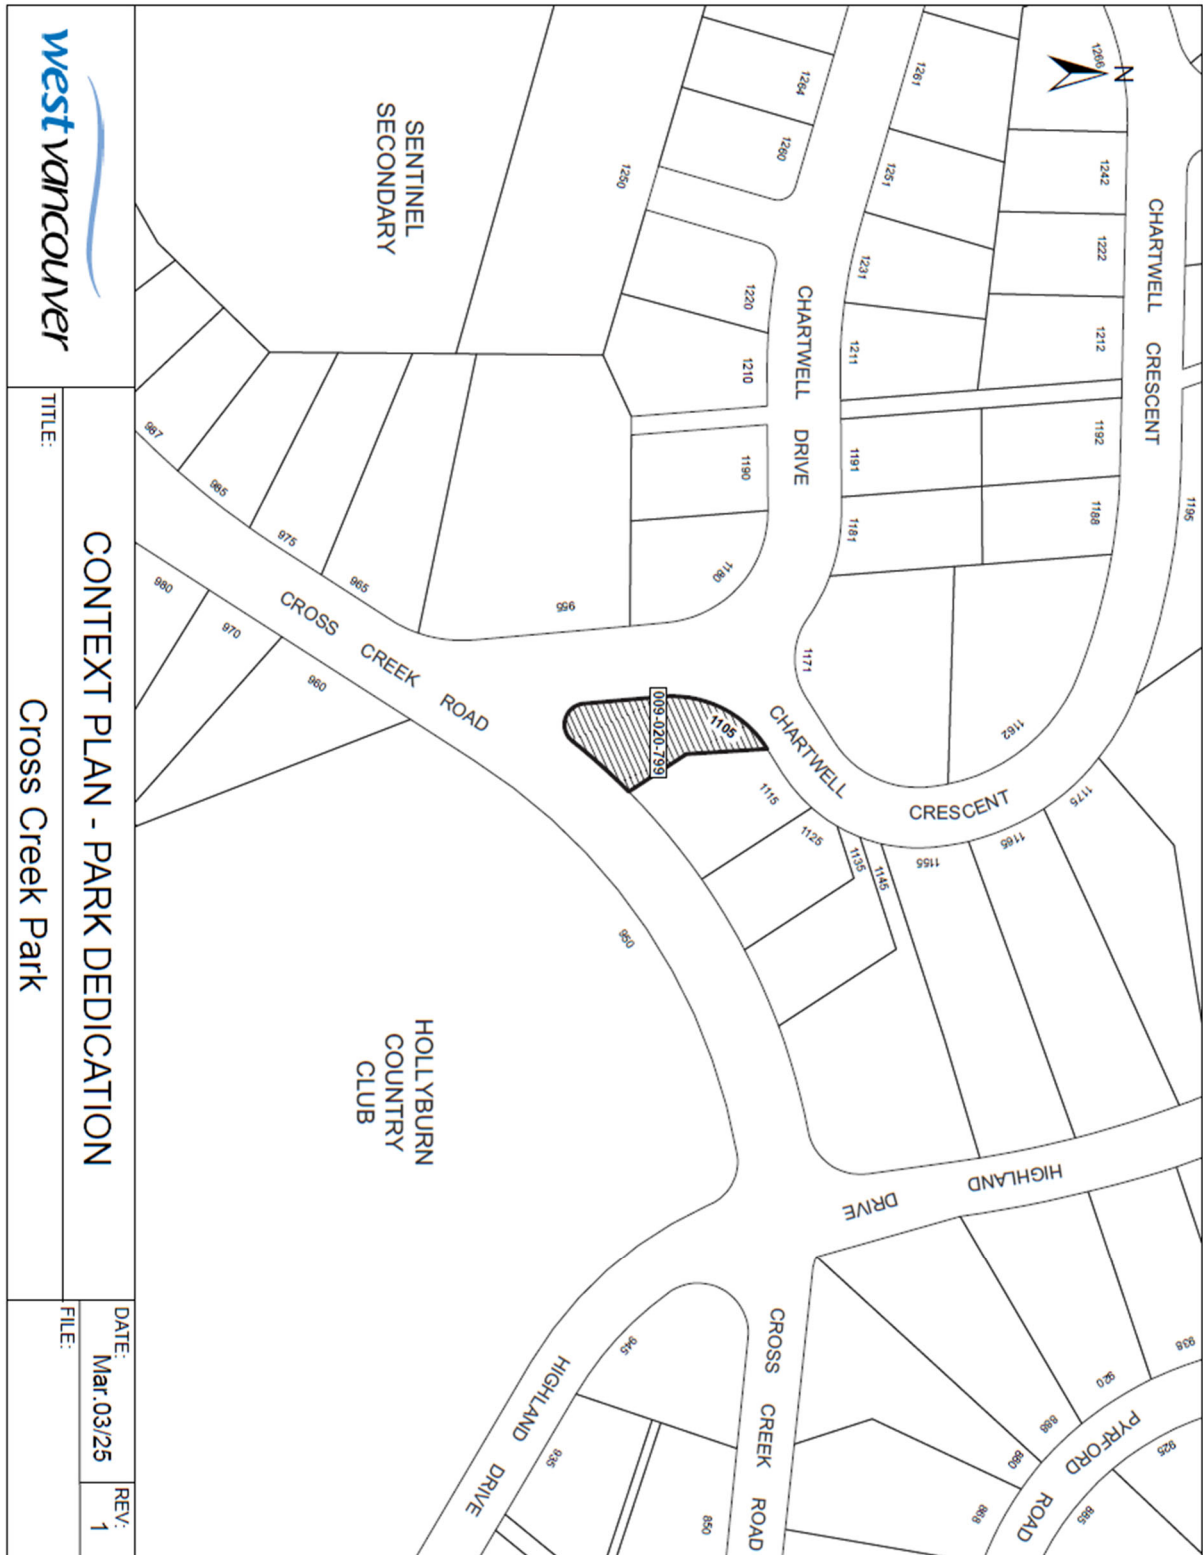 N
1266
1242
1222
1212
1192
1188
1195
CHARTWELL CRESCENT
1261
1251
1231
1211
1191
1181
1171
1162
1264
1260
1250
1220
1210
1190
1180
CHARTWELL DRIVE
SENTINEL
SECONDARY
CHARTWELL
CRESCENT
1175
1165
1155
1145
1135
1125
1115
1105
009-020-799
955
965
975
985
987
980
970
960
950
CROSS CREEK ROAD
HOLLYBURN
COUNTRY
CLUB
HIGHLAND
DRIVE
938
920
888
880
868
925
885
PYRFORD
ROAD
CROSS CREEK ROAD
945
935
850
HIGHLAND DRIVE
westvancouver
TITLE:
CONTEXT PLAN - PARK DEDICATION
Cross Creek Park
DATE:
Mar.03/25
REV:
1
FILE: